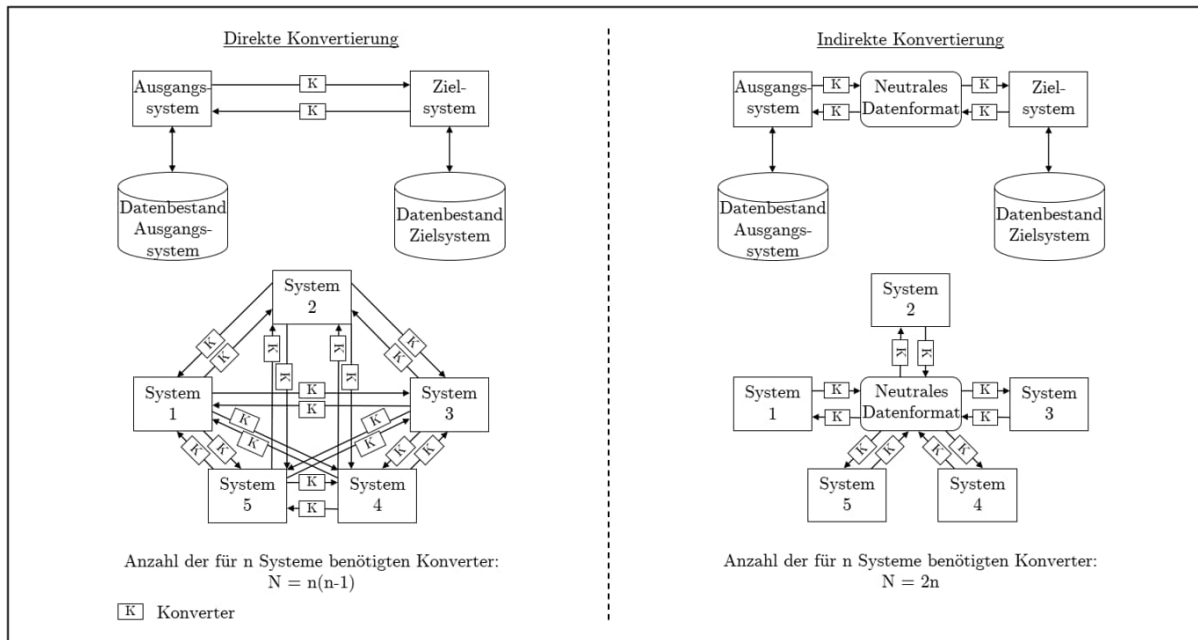 Direkte Konvertierung
Ausgangs-
system
K
K
Ziel-
system
Datenbestand
Ausgangs-
system
Datenbestand
Zielsystem
System
2
K
K
K
K
K
K
K
K
System
1
K
K
System
3
K
K
K
K
K
K
K
K
System
5
K
K
System
4
Anzahl der für n Systeme benötigten Konverter:
N = n(n-1)
K Konverter
Indirekte Konvertierung
Ausgangs-
system
K
K
Neutrales
Datenformat
K
K
Ziel-
system
Datenbestand
Ausgangs-
system
Datenbestand
Zielsystem
System
2
K
K
System
1
K
K
Neutrales
Datenformat
K
K
System
3
K
K
K
K
System
5
System
4
Anzahl der für n Systeme benötigten Konverter:
N = 2n